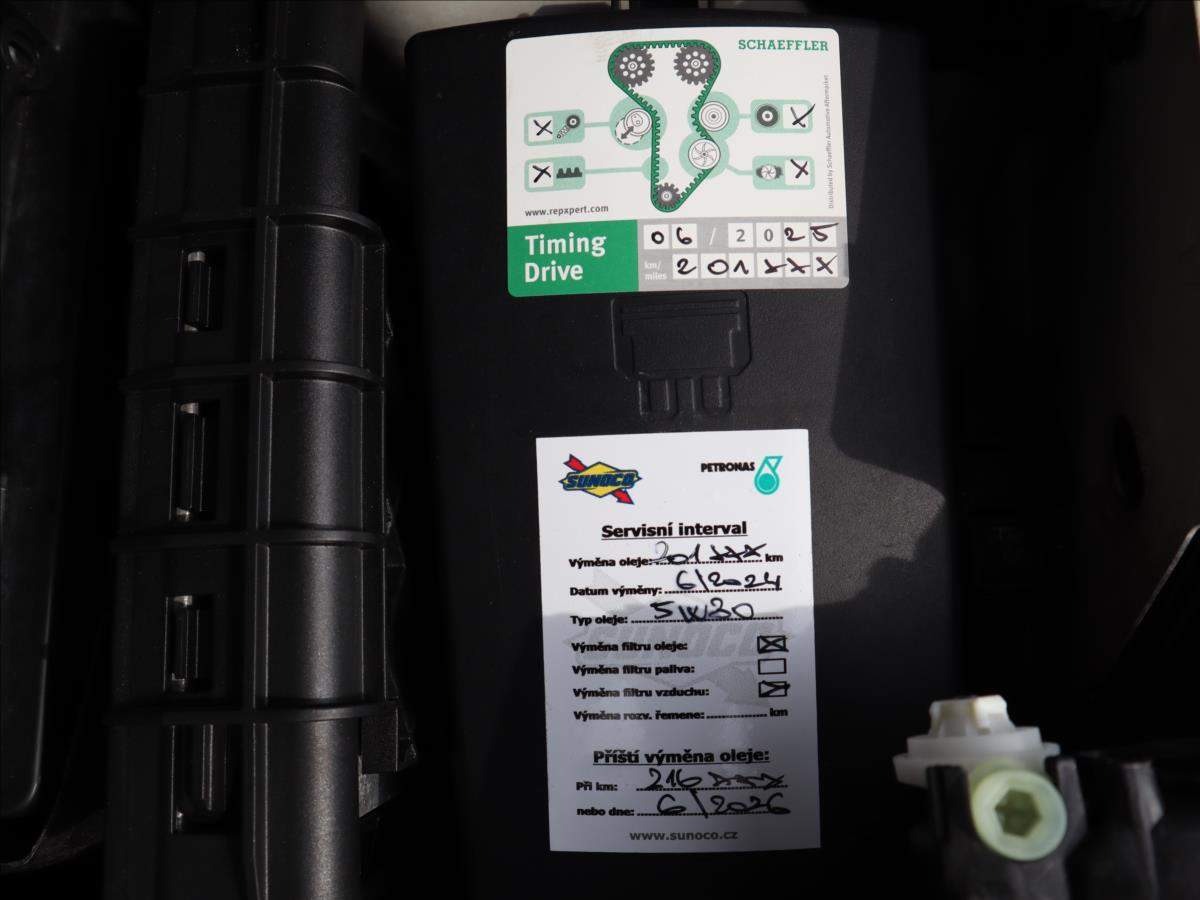 SCHAEFFLER
X
X
X
X
Distributed by Schaeffler Automotive Aftermarket
www.repxpert.com
Timing
Drive
06 / 2025
km/
miles
201xxx
SUNOCO
PETRONAS
Servisní interval
Výměna oleje: 201xxx km
Datum výměny: 6/2024
Typ oleje: 5W30
Výměna filtru oleje:
Výměna filtru paliva:
Výměna filtru vzduchu:
Výměna rozv. řemene: km
Příští výměna oleje:
Při km: 216xxx
nebo dne: 6/2026
www.sunoco.cz